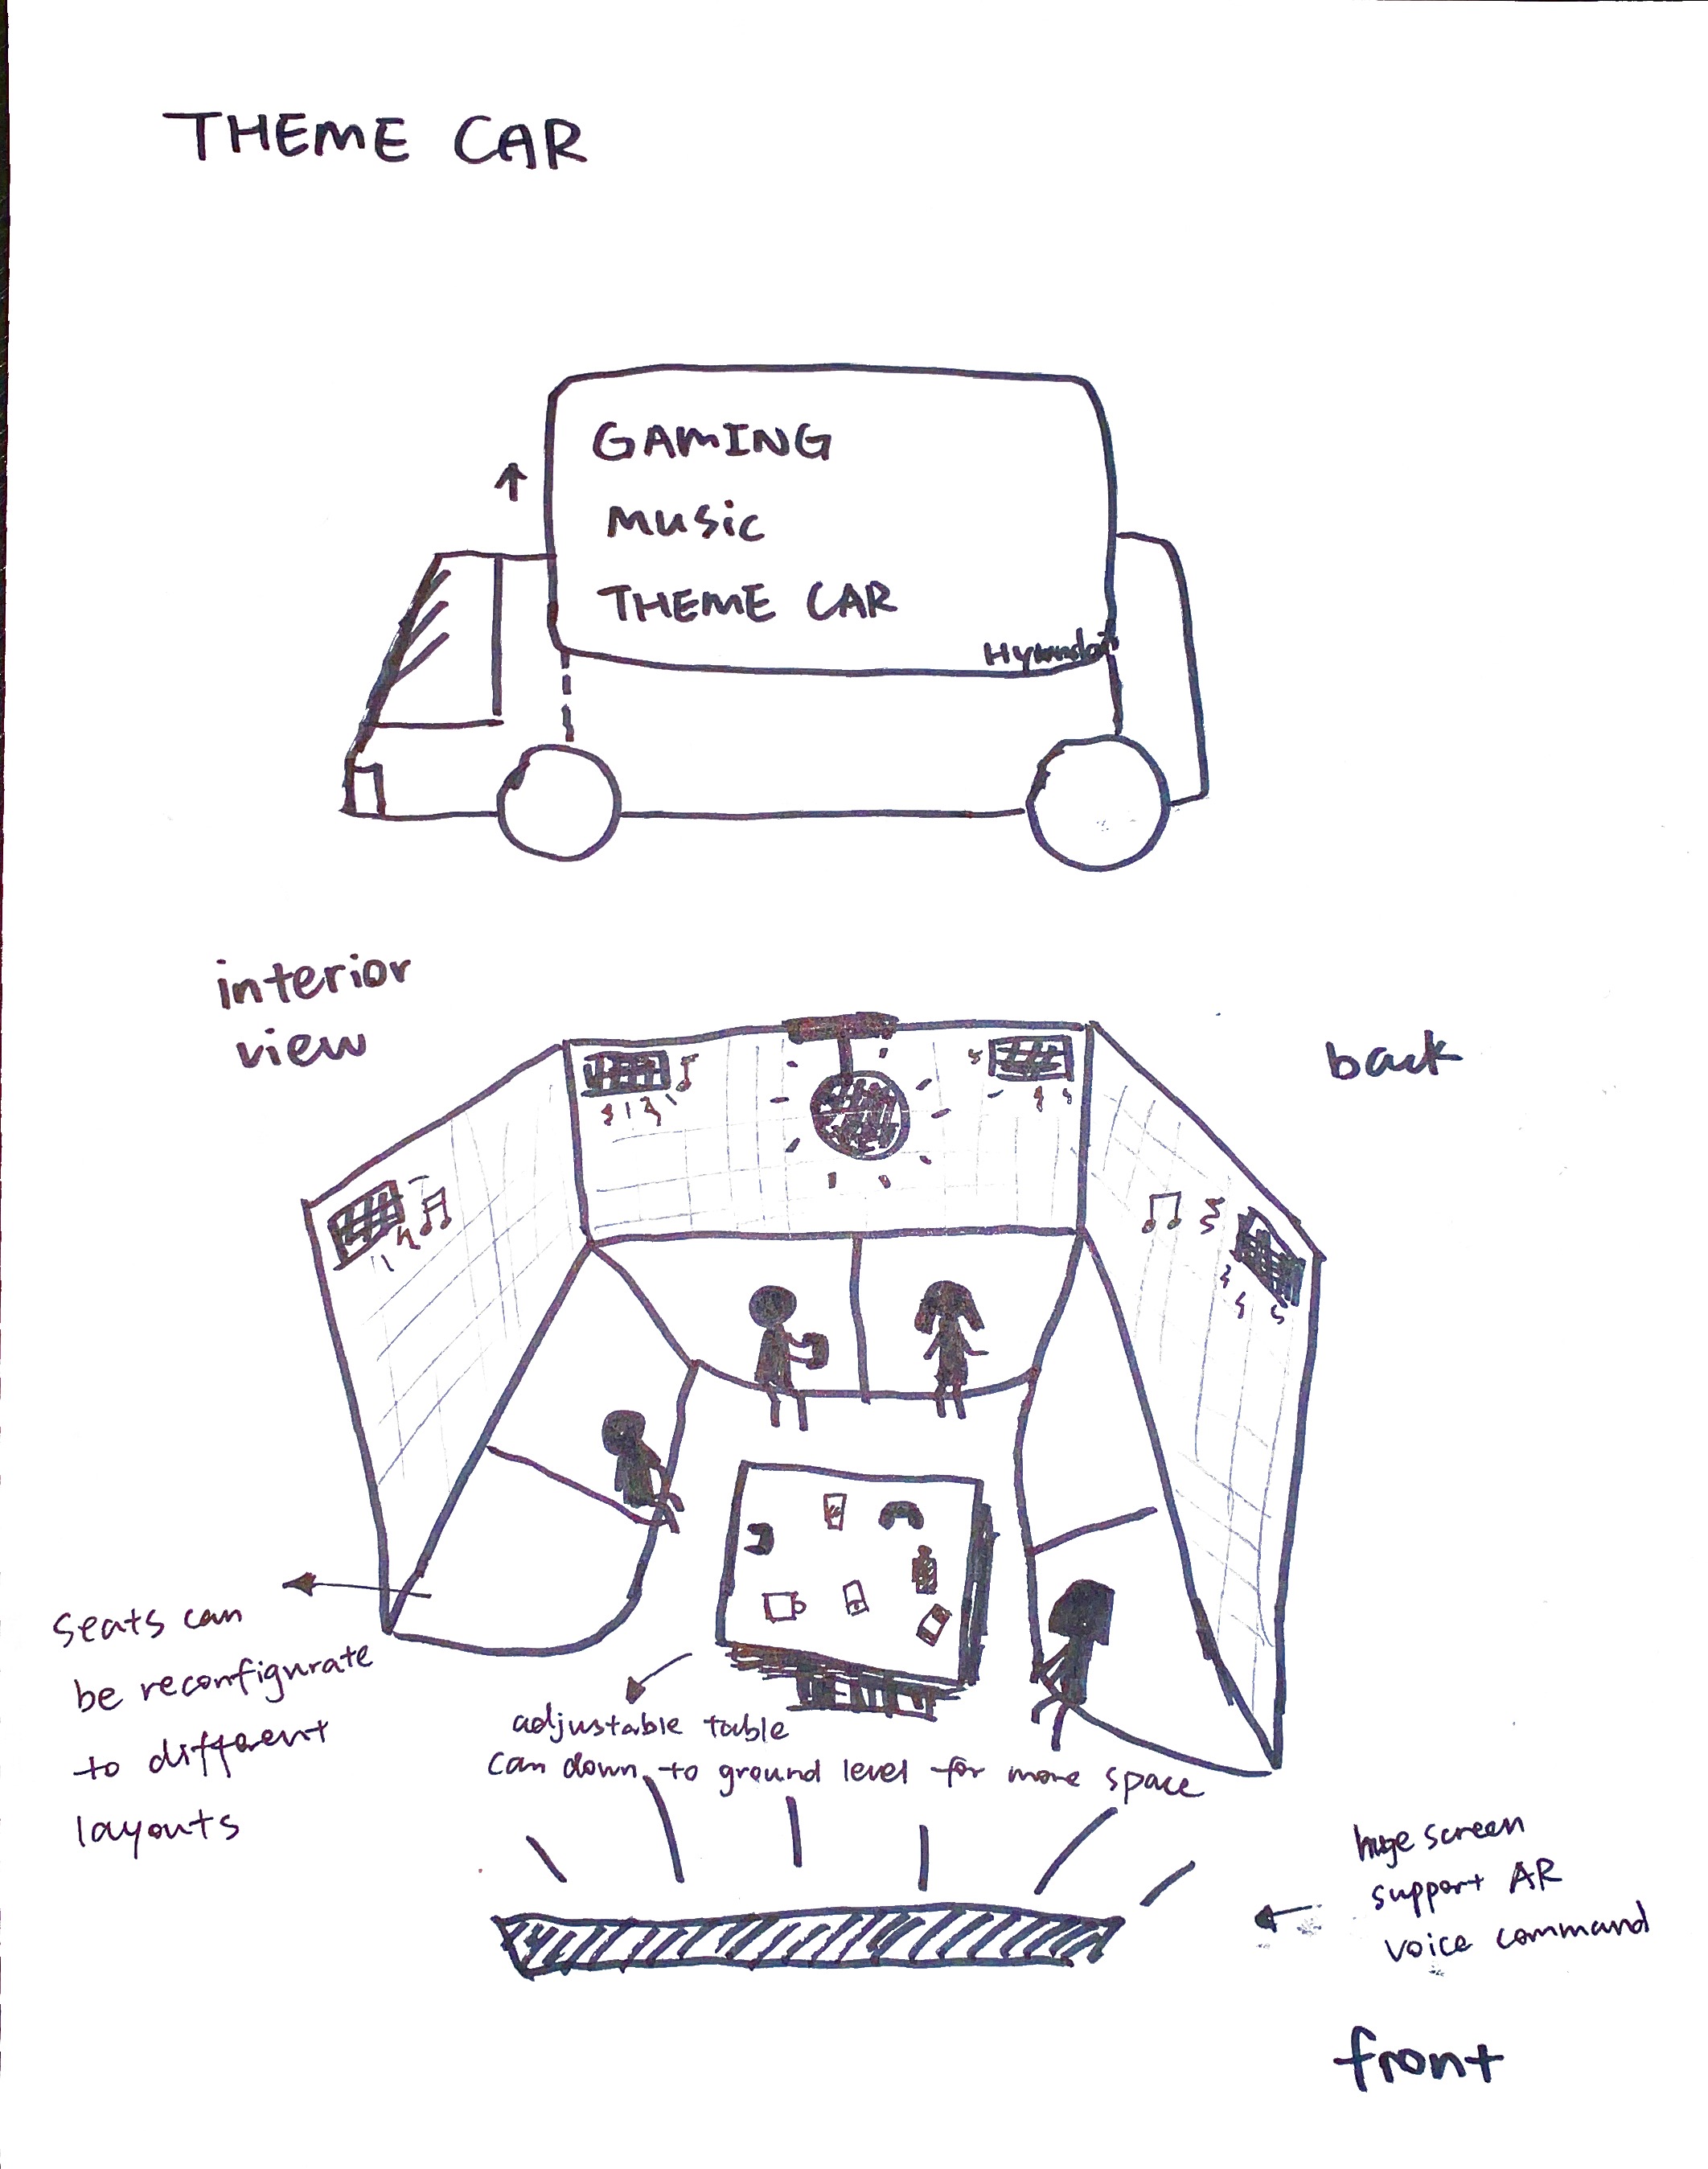 THEME CAR
GAMING
MUSIC
THEME CAR
Hyundai
interior
view
back
seats can
be reconfigurate
to different
layouts
adjustable table
can down to ground level for more space
huge screen
support AR
voice command
front